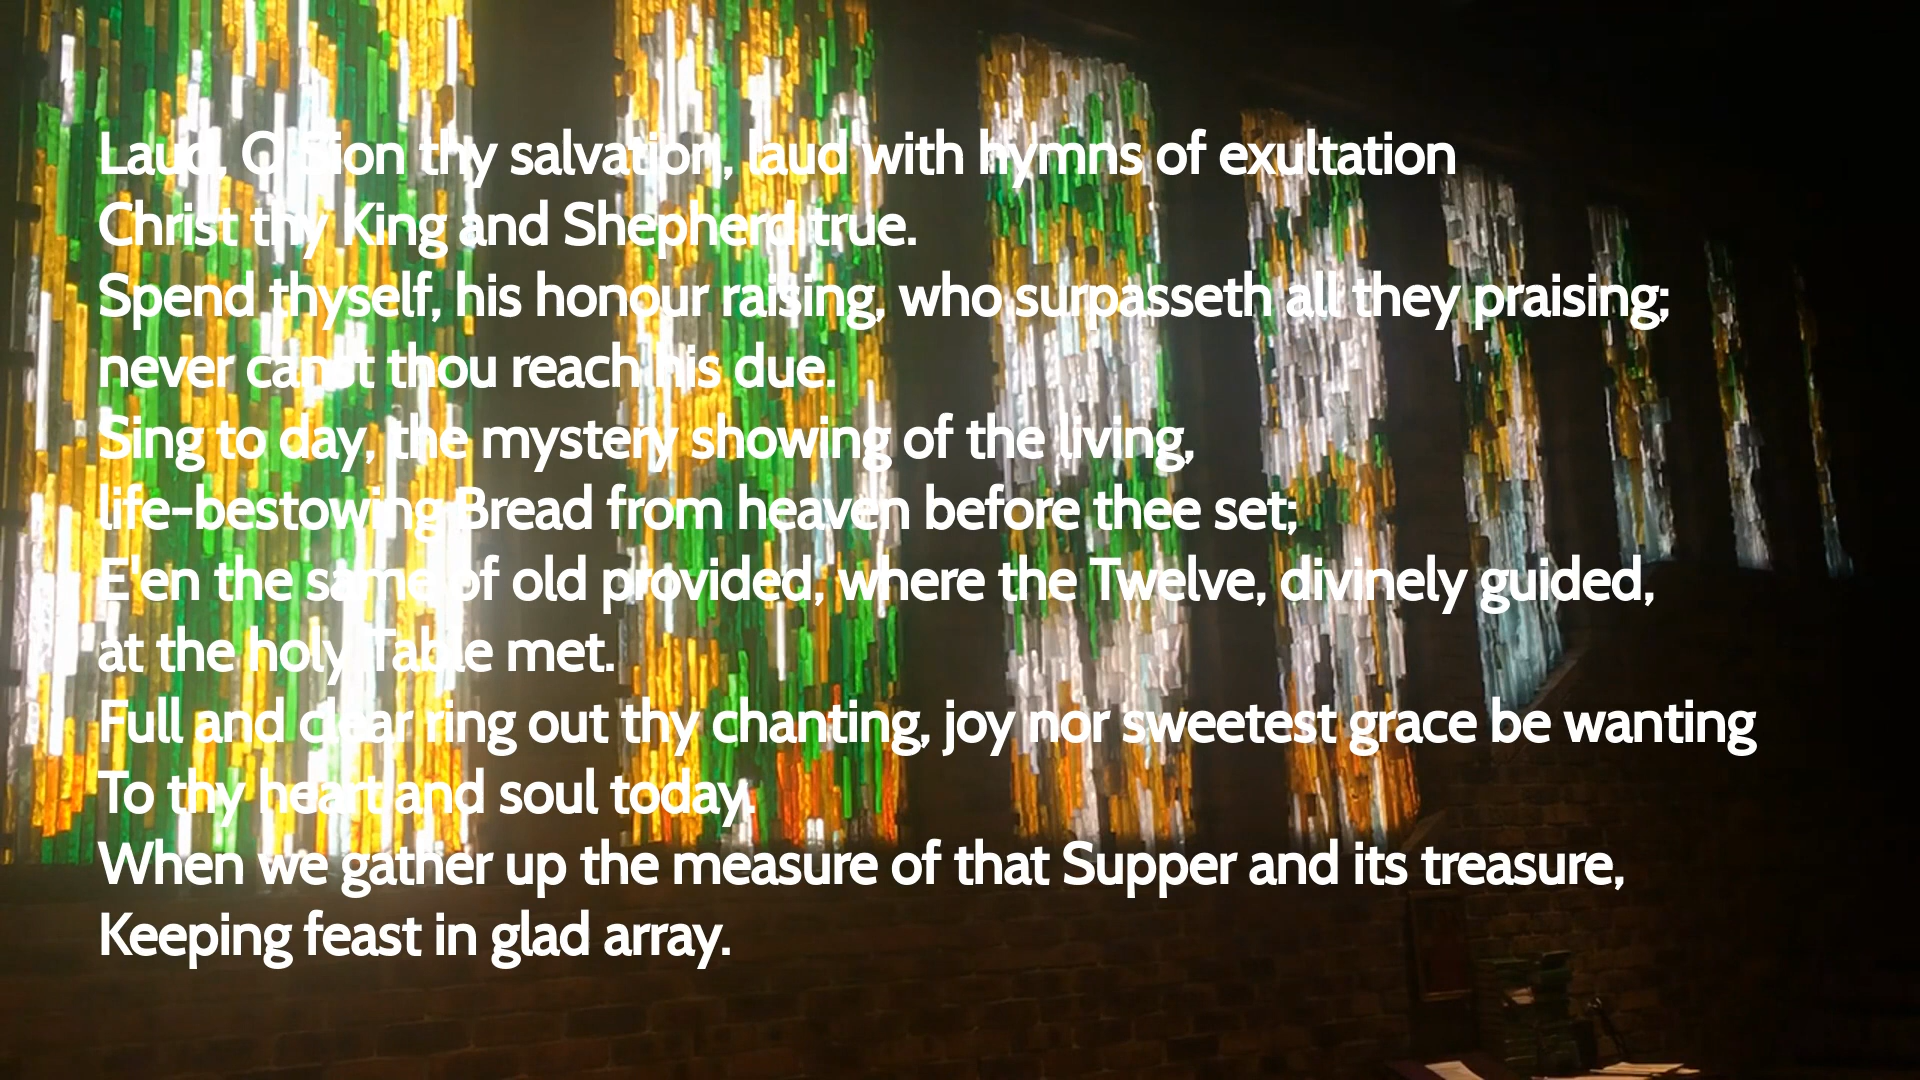 Laud, O Sion thy salvation, laud with hymns of exultation
Christ thy King and Shepherd true.
Spend thyself, his honour raising, who surpasseth all they praising;
never canst thou reach his due.
Sing to day, the mystery showing of the living,
life-bestowing Bread from heaven before thee set;
E'en the same of old provided, where the Twelve, divinely guided,
at the holy Table met.
Full and clear ring out thy chanting, joy nor sweetest grace be wanting
To thy heart and soul today.
When we gather up the measure of that Supper and its treasure,
Keeping feast in glad array.